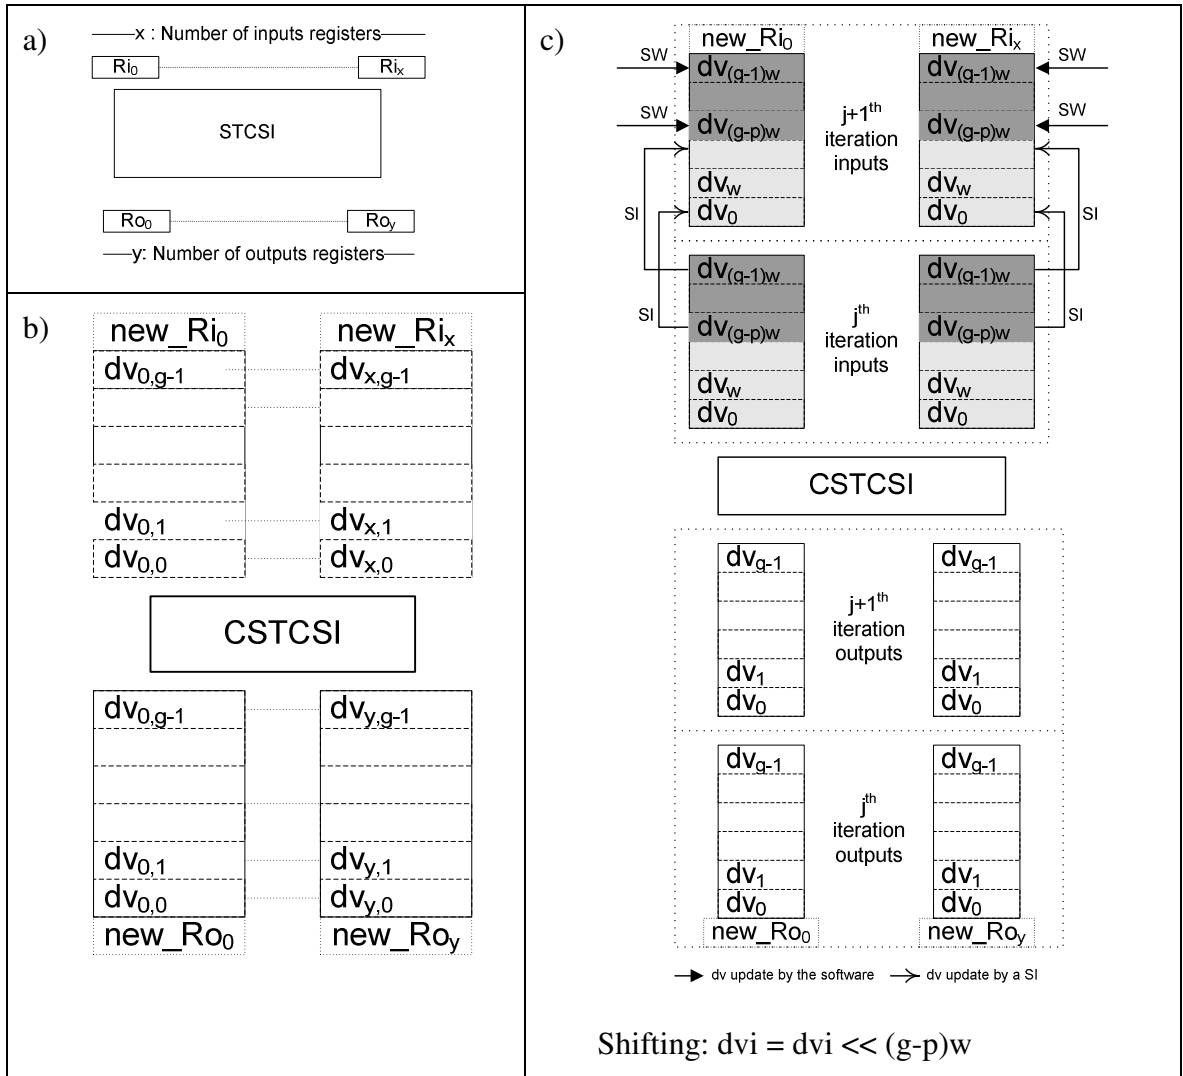 a)
x : Number of inputs registers
Ri0 Rix
STCSI
Ro0 Roy
y: Number of outputs registers
b)
new_Ri0 new_Rix
dv0,g-1 dvx,g-1
dv0,1 dvx,1
dv0,0 dvx,0
CSTCSI
dv0,g-1 dvy,g-1
dv0,1 dvy,1
dv0,0 dvy,0
new_Ro0 new_Roy
c)
new_Ri0 new_Rix
SW dv(g-1)w dv(g-1)w SW
SW dv(g-p)w dv(g-p)w SW
j+1th
iteration
inputs
dvw dvw
SI dv0 dv0 SI
dv(g-1)w dv(g-1)w
SI dv(g-p)w dv(g-p)w SI
jth
iteration
inputs
dvw dvw
dv0 dv0
CSTCSI
dvg-1 dvg-1
j+1th
iteration
outputs
dv1 dv1
dv0 dv0
dvg-1 dvg-1
jth
iteration
outputs
dv1 dv1
dv0 dv0
new_Ro0 new_Roy
dv update by the software dv update by a SI
Shifting: dvi = dvi << (g-p)w